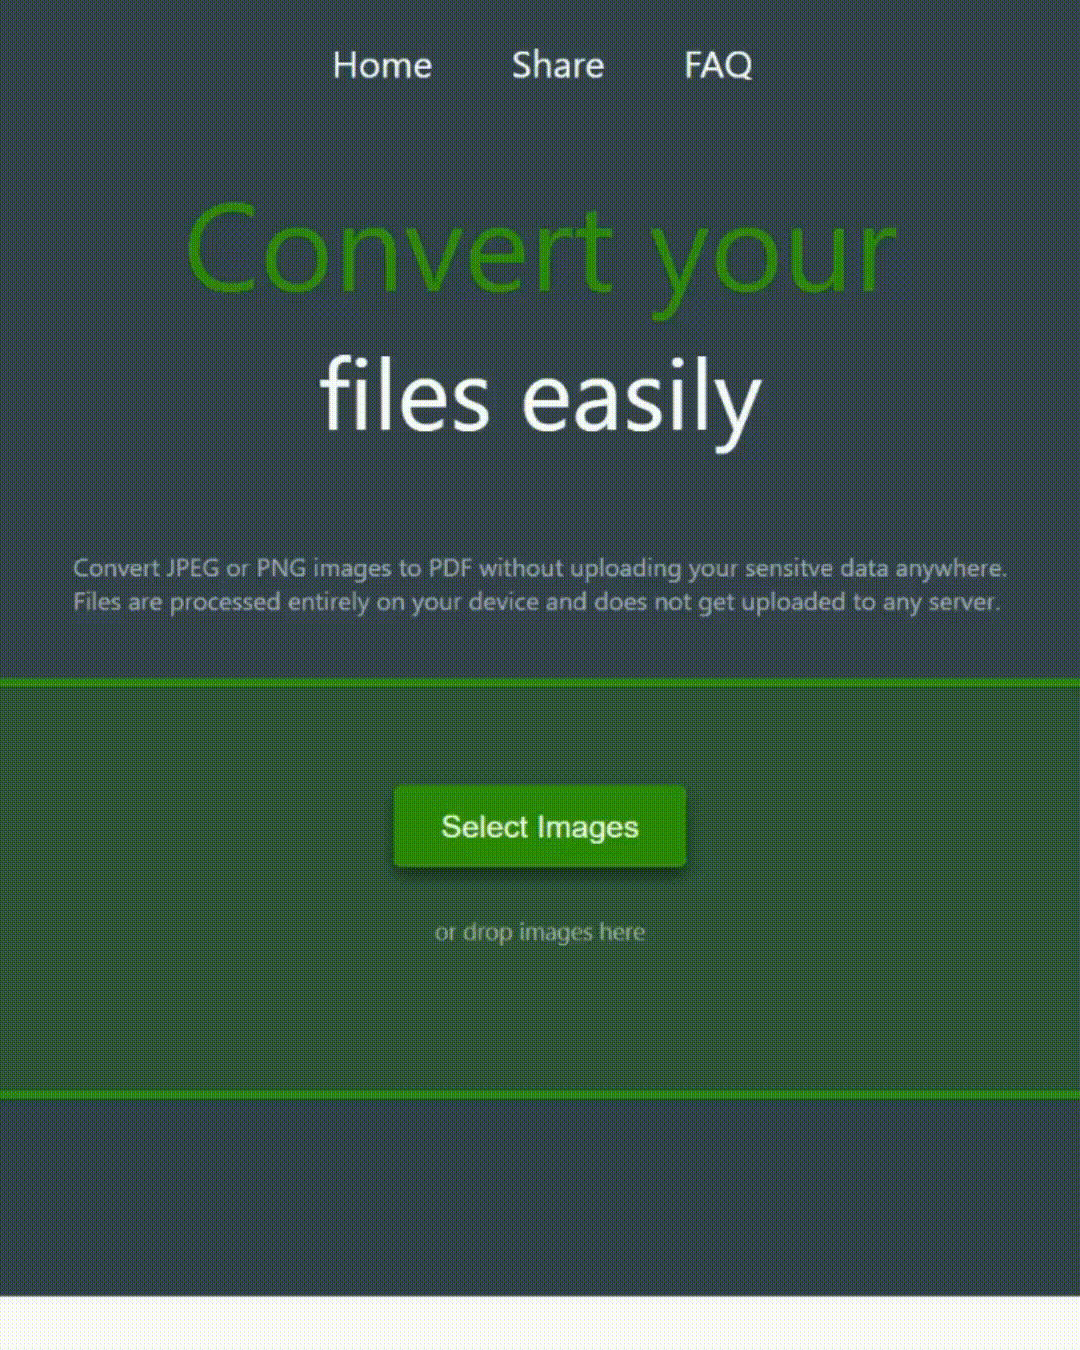 Home Share FAQ
Convert your
files easily
Convert JPEG or PNG images to PDF without uploading your sensitve data anywhere.
Files are processed entirely on your device and does not get uploaded to any server.
Select Images
or drop images here